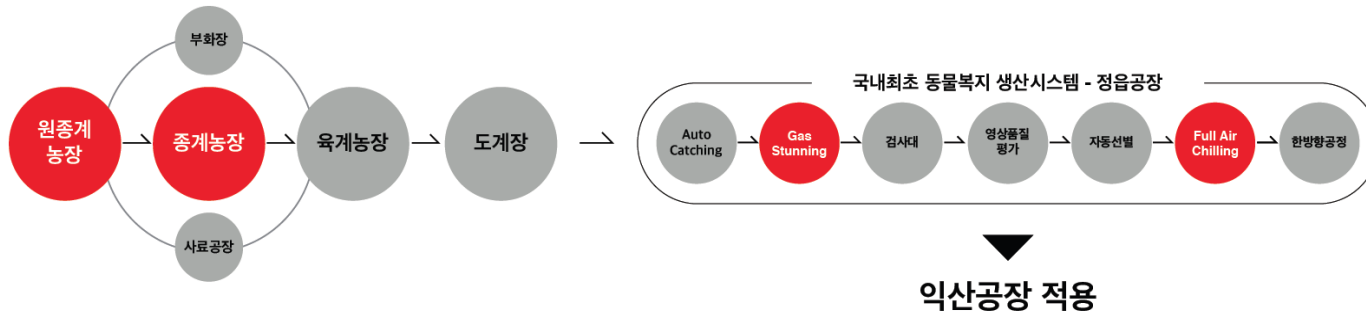 부화장
원종계
농장
종계농장
육계농장
도계장
사료공장
국내최초 동물복지 생산시스템 - 정읍공장
Auto
Catching
Gas
Stunning
검사대
영상품질
평가
자동선별
Full Air
Chilling
한방향공정
익산공장 적용